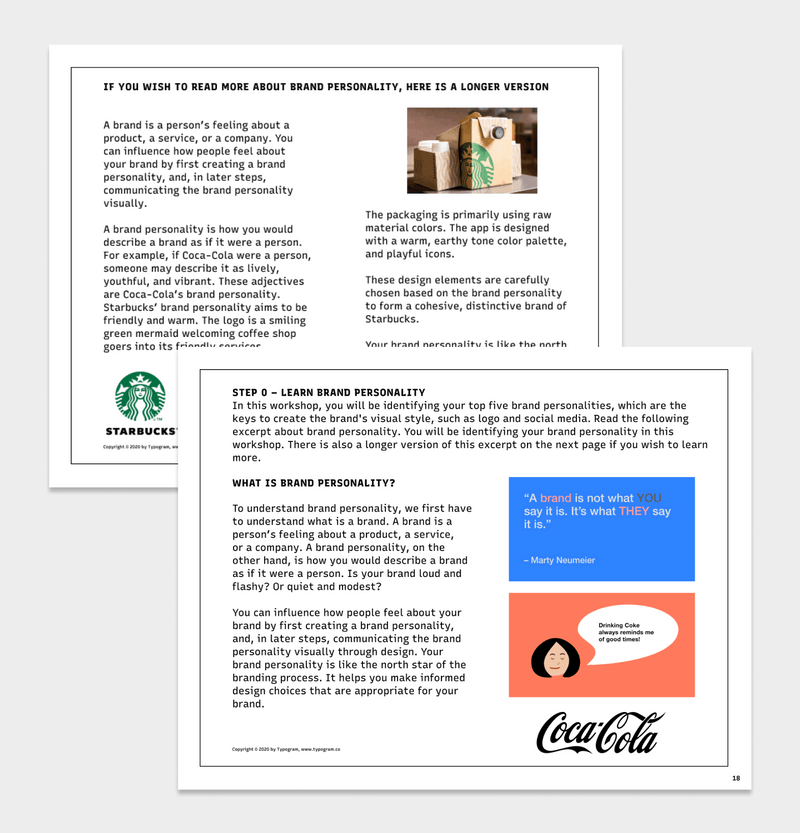 IF YOU WISH TO READ MORE ABOUT BRAND PERSONALITY, HERE IS A LONGER VERSION
A brand is a person's feeling about a
product, a service, or a company. You
can influence how people feel about
your brand by first creating a brand
personality, and, in later steps,
communicating the brand personality
visually.
A brand personality is how you would
describe a brand as if it were a person.
For example, if Coca-Cola were a person,
someone may describe it as lively,
youthful, and vibrant. These adjectives
are Coca-Cola's brand personality.
Starbucks' brand personality aims to be
friendly and warm. The logo is a smiling
green mermaid welcoming coffee shop
goers into its friendly services.
STARBUCKS
Copyright © 2020 by Typogram,
The packaging is primarily using raw
material colors. The app is designed
with a warm, earthy tone color palette,
and playful icons.
These design elements are carefully
chosen based on the brand personality
to form a cohesive, distinctive brand of
Starbucks.
Your brand personality is like the north
STEP 0 – LEARN BRAND PERSONALITY
In this workshop, you will be identifying your top five brand personalities, which are the
keys to create the brand's visual style, such as logo and social media. Read the following
excerpt about brand personality. You will be identifying your brand personality in this
workshop. There is also a longer version of this excerpt on the next page if you wish to learn
more.
WHAT IS BRAND PERSONALITY?
To understand brand personality, we first have
to understand what is a brand. A brand is a
person's feeling about a product, a service,
or a company. A brand personality, on the
other hand, is how you would describe a brand
as if it were a person. Is your brand loud and
flashy? Or quiet and modest?
You can influence how people feel about your
brand by first creating a brand personality,
and, in later steps, communicating the brand
personality visually through design. Your
brand personality is like the north star of the
branding process. It helps you make informed
design choices that are appropriate for your
brand.
Copyright © 2020 by Typogram, www.typogram.co
“A brand is not what YOU
say it is. It’s what THEY say
it is.”
– Marty Neumeier
Drinking Coke
always reminds me
of good times!
Coca-Cola
18